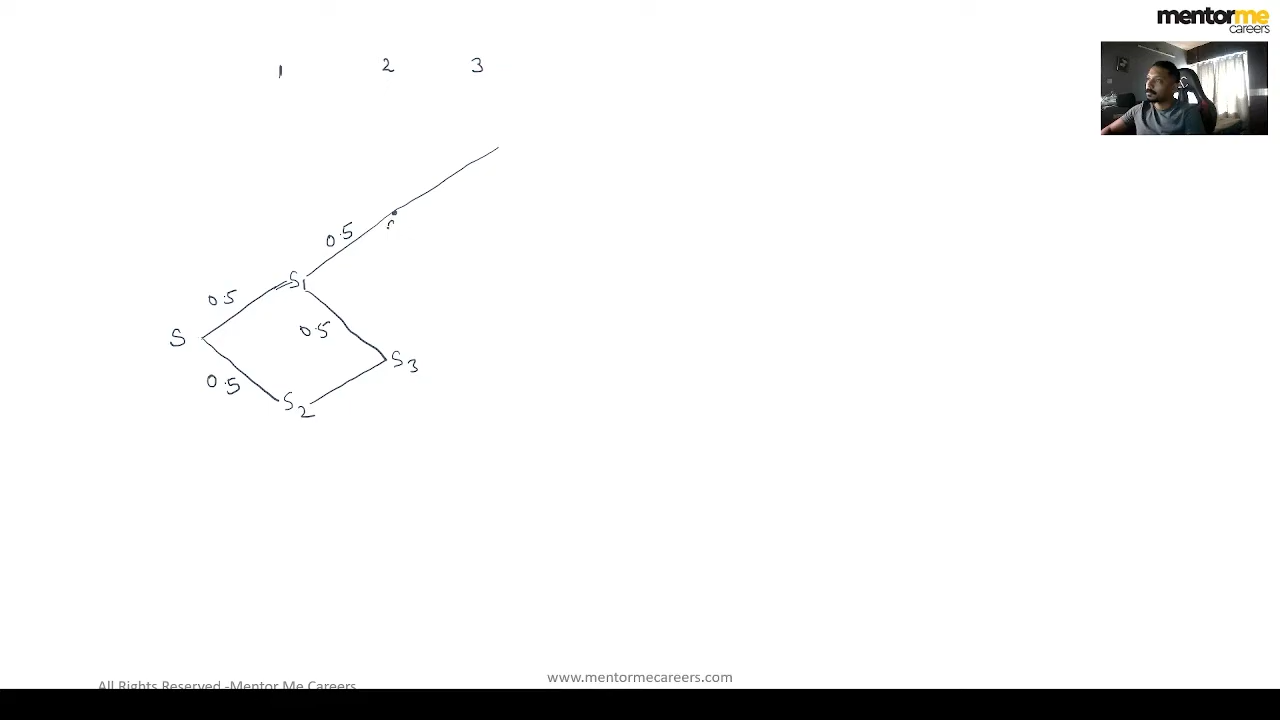 mentorme
careers
1 2 3
0.5
0.5
S1
0.5
S
S3
0.5
S2
www.mentormecareers.com
All Rights Reserved -Mentor Me Careers